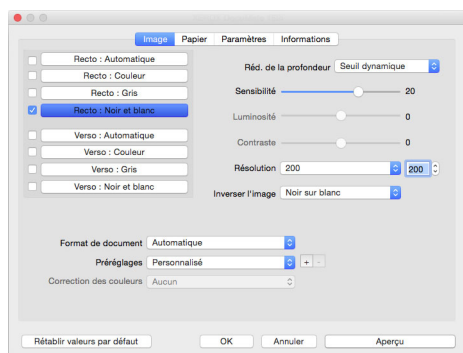 Image Papier Paramètres Informations
Recto : Automatique
Recto : Couleur
Recto : Gris
Recto : Noir et blanc
Verso : Automatique
Verso : Couleur
Verso : Gris
Verso : Noir et blanc
Réd. de la profondeur Seuil dynamique
Sensibilité 20
Luminosité 0
Contraste 0
Résolution 200 200
Inverser l'image Noir sur blanc
Format de document Automatique
Préréglages Personnalisé + -
Correction des couleurs Aucun
Rétablir valeurs par défaut OK Annuler Aperçu